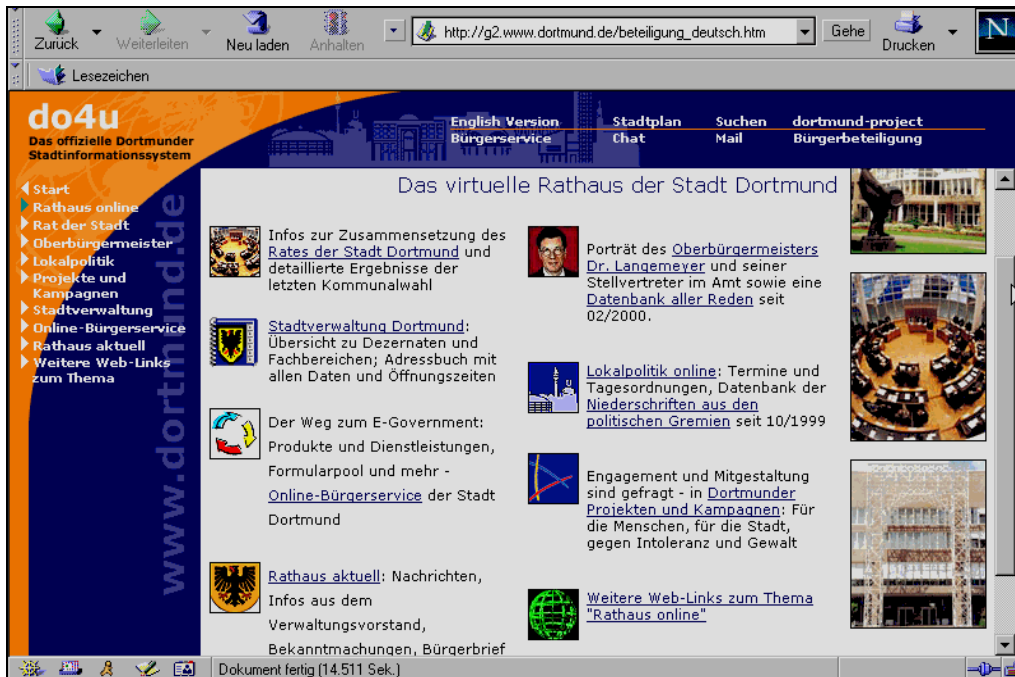 Zurück
Weiterleiten
Neu laden
Anhalten
http://g2.www.dortmund.de/beteiligung_deutsch.htm
Gehe
Drucken
N
Lesezeichen
do4u
Das offizielle Dortmunder
Stadtinformationssystem
English Version
Stadtplan
Suchen
dortmund-project
Bürgerservice
Chat
Mail
Bürgerbeteiligung
Start
Rathaus online
Rat der Stadt
Oberbürgermeister
Lokalpolitik
Projekte und
Kampagnen
Stadtverwaltung
Online-Bürgerservice
Rathaus aktuell
Weitere Web-Links
zum Thema
www.dortmund.de
Das virtuelle Rathaus der Stadt Dortmund
Infos zur Zusammensetzung des
Rates der Stadt Dortmund und
detaillierte Ergebnisse der
letzten Kommunalwahl
Stadtverwaltung Dortmund:
Übersicht zu Dezernaten und
Fachbereichen; Adressbuch mit
allen Daten und Öffnungszeiten
Der Weg zum E-Government:
Produkte und Dienstleistungen,
Formularpool und mehr -
Online-Bürgerservice der Stadt
Dortmund
Rathaus aktuell: Nachrichten,
Infos aus dem
Verwaltungsvorstand,
Bekanntmachungen, Bürgerbrief
Porträt des Oberbürgermeisters
Dr. Langemeyer und seiner
Stellvertreter im Amt sowie eine
Datenbank aller Reden seit
02/2000.
Lokalpolitik online: Termine und
Tagesordnungen, Datenbank der
Niederschriften aus den
politischen Gremien seit 10/1999
Engagement und Mitgestaltung
sind gefragt - in Dortmunder
Projekten und Kampagnen: Für
die Menschen, für die Stadt,
gegen Intoleranz und Gewalt
Weitere Web-Links zum Thema
"Rathaus online"
Dokument fertig (14.511 Sek.)